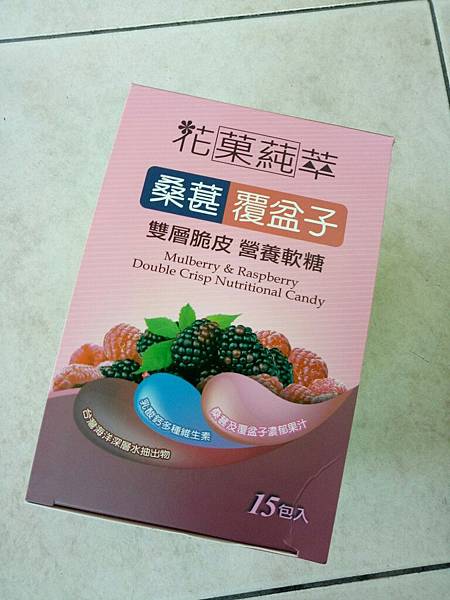 花菓蒓萃
桑葚 覆盆子
雙層脆皮 營養軟糖
Mulberry & Raspberry
Double Crisp Nutritional Candy
乳酸鈣多種維生素
桑葚及覆盆子濃郁果汁
台灣海洋深層水抽出物
15包入